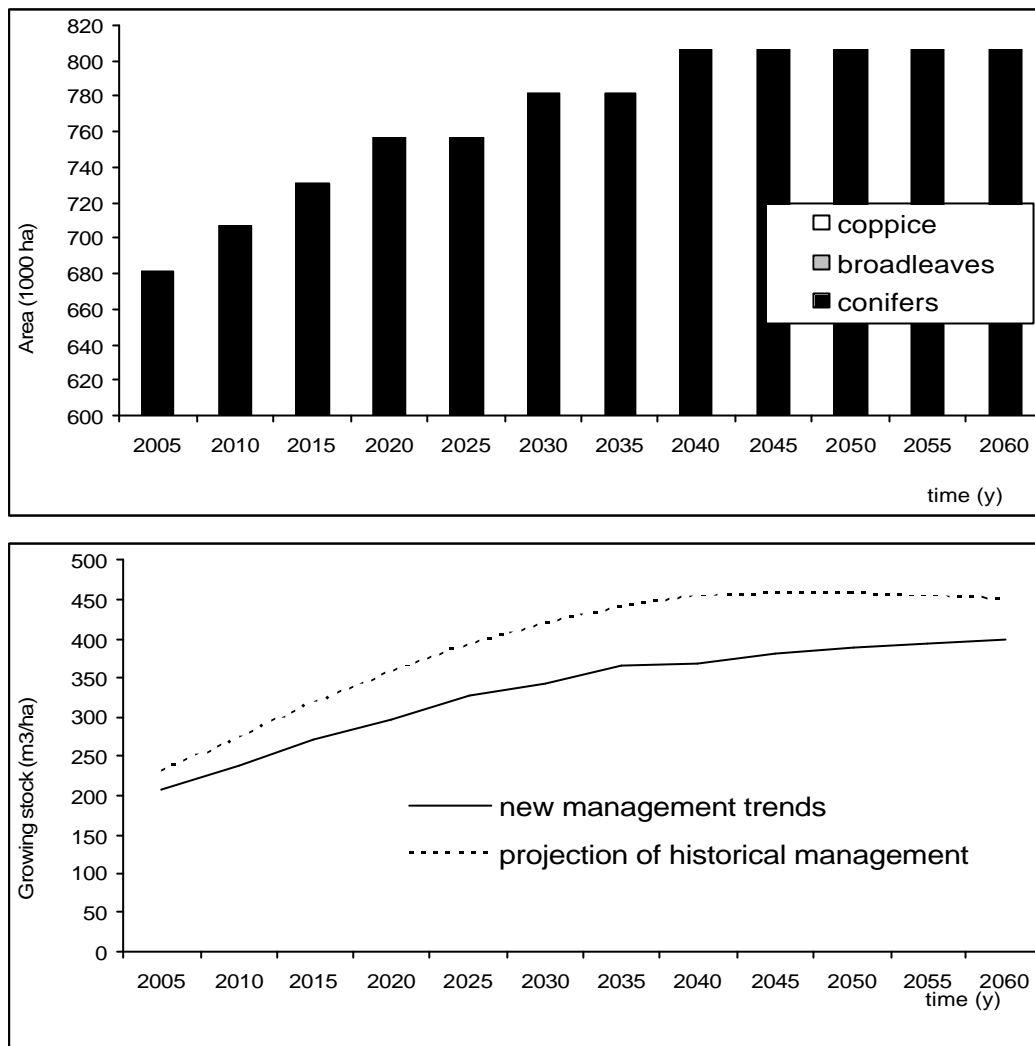 820
800
780
760
740
720
700
680
660
640
620
600
Area (1000 ha)
coppice
broadleaves
conifers
2005 2010 2015 2020 2025 2030 2035 2040 2045 2050 2055 2060
time (y)
500
450
400
350
300
250
200
150
100
50
0
Growing stock (m3/ha)
new management trends
projection of historical management
2005 2010 2015 2020 2025 2030 2035 2040 2045 2050 2055 2060
time (y)